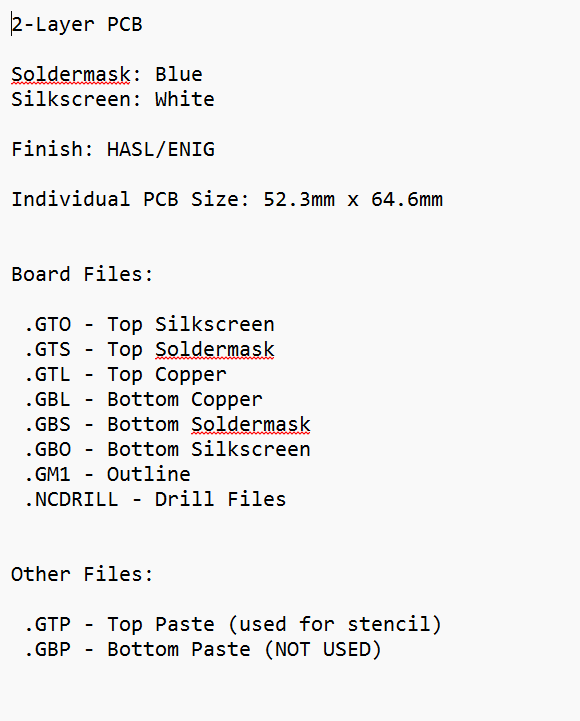 2-Layer PCB
Soldermask: Blue
Silkscreen: White
Finish: HASL/ENIG
Individual PCB Size: 52.3mm x 64.6mm
Board Files:
.GTO - Top Silkscreen
.GTS - Top Soldermask
.GTL - Top Copper
.GBL - Bottom Copper
.GBS - Bottom Soldermask
.GBO - Bottom Silkscreen
.GM1 - Outline
.NCDRILL - Drill Files
Other Files:
.GTP - Top Paste (used for stencil)
.GBP - Bottom Paste (NOT USED)